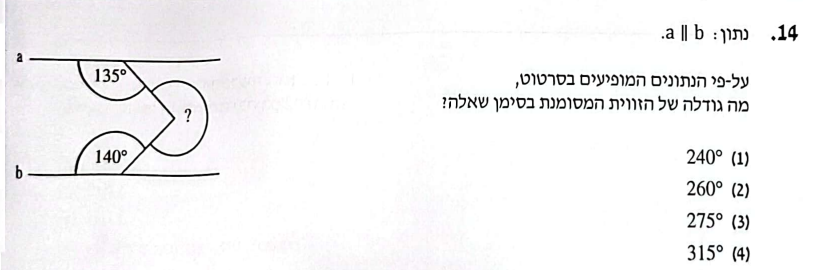 14. נתון: a ∥ b.
על-פי הנתונים המופיעים בסרטוט,
מה גודלה של הזווית המסומנת בסימן שאלה?
(1) 240°
(2) 260°
(3) 275°
(4) 315°
a
135°
?
140°
b